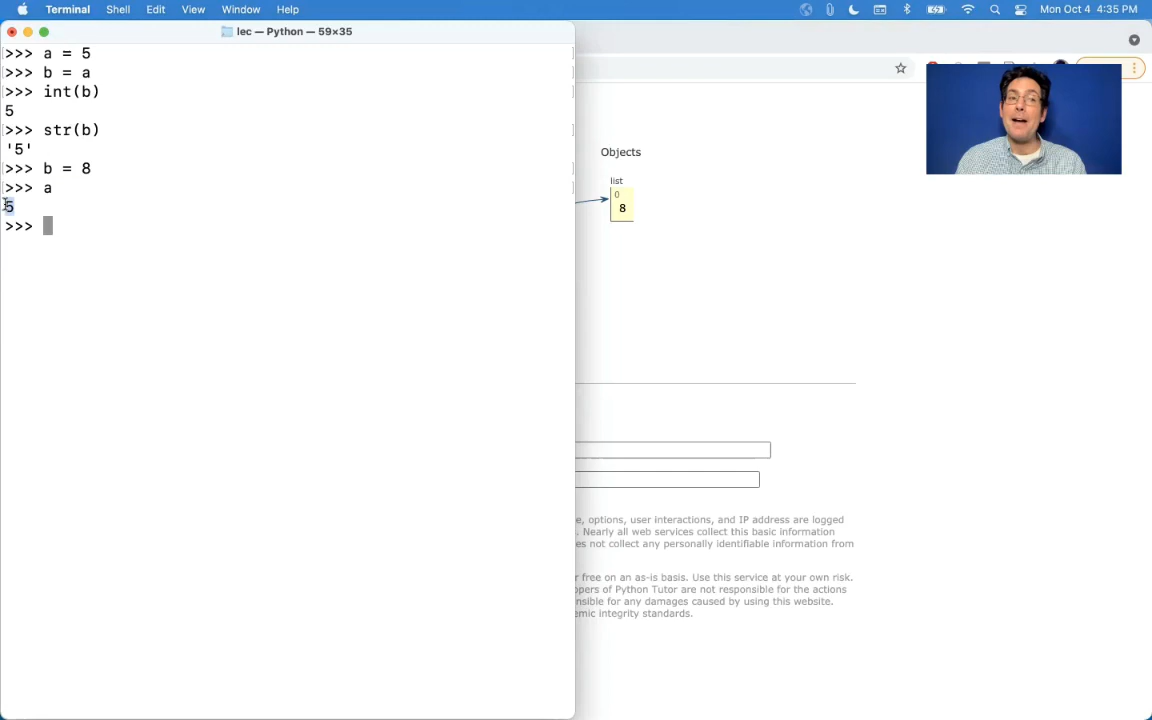 Terminal Shell Edit View Window Help Mon Oct 4 4:35 PM
lec — Python — 59×35
>>> a = 5
>>> b = a
>>> int(b)
5
>>> str(b)
'5'
>>> b = 8
>>> a
5
>>>
Objects
list
0
8
e, options, user interactions, and IP address are logged
. Nearly all web services collect this basic information
es not collect any personally identifiable information from
r free on an as-is basis. Use this service at your own risk.
opers of Python Tutor are not responsible for the actions
nsible for any damages caused by using this website.
emic integrity standards.